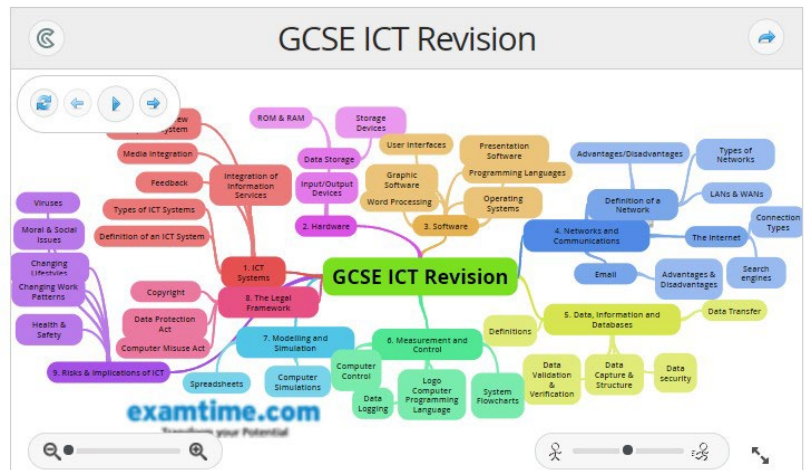 GCSE ICT Revision
ew
ystem
Media Integration
Feedback
Types of ICT Systems
Definition of an ICT System
Integration of
Information
Services
1. ICT
Systems
ROM & RAM
Storage
Devices
Data Storage
Input/Output
Devices
2. Hardware
User Interfaces
Presentation
Software
Programming Languages
Graphic
Software
Word Processing
Operating
Systems
3. Software
Advantages/Disadvantages
Types of
Networks
Definition of a
Network
LANs & WANs
4. Networks and
Communications
The Internet
Connection
Types
Search
engines
Email
Advantages &
Disadvantages
GCSE ICT Revision
Viruses
Moral & Social
Issues
Changing
Lifestyles
Changing Work
Patterns
Health &
Safety
9. Risks & Implications of ICT
Copyright
Data Protection
Act
Computer Misuse Act
8. The Legal
Framework
7. Modelling and
Simulation
Spreadsheets
Computer
Simulations
6. Measurement and
Control
Computer
Control
Data
Logging
Logo
Computer
Programming
Language
System
Flowcharts
5. Data, Information and
Databases
Definitions
Data Transfer
Data
Validation
&
Verification
Data
Capture &
Structure
Data
security
examtime.com
Transform your Potential